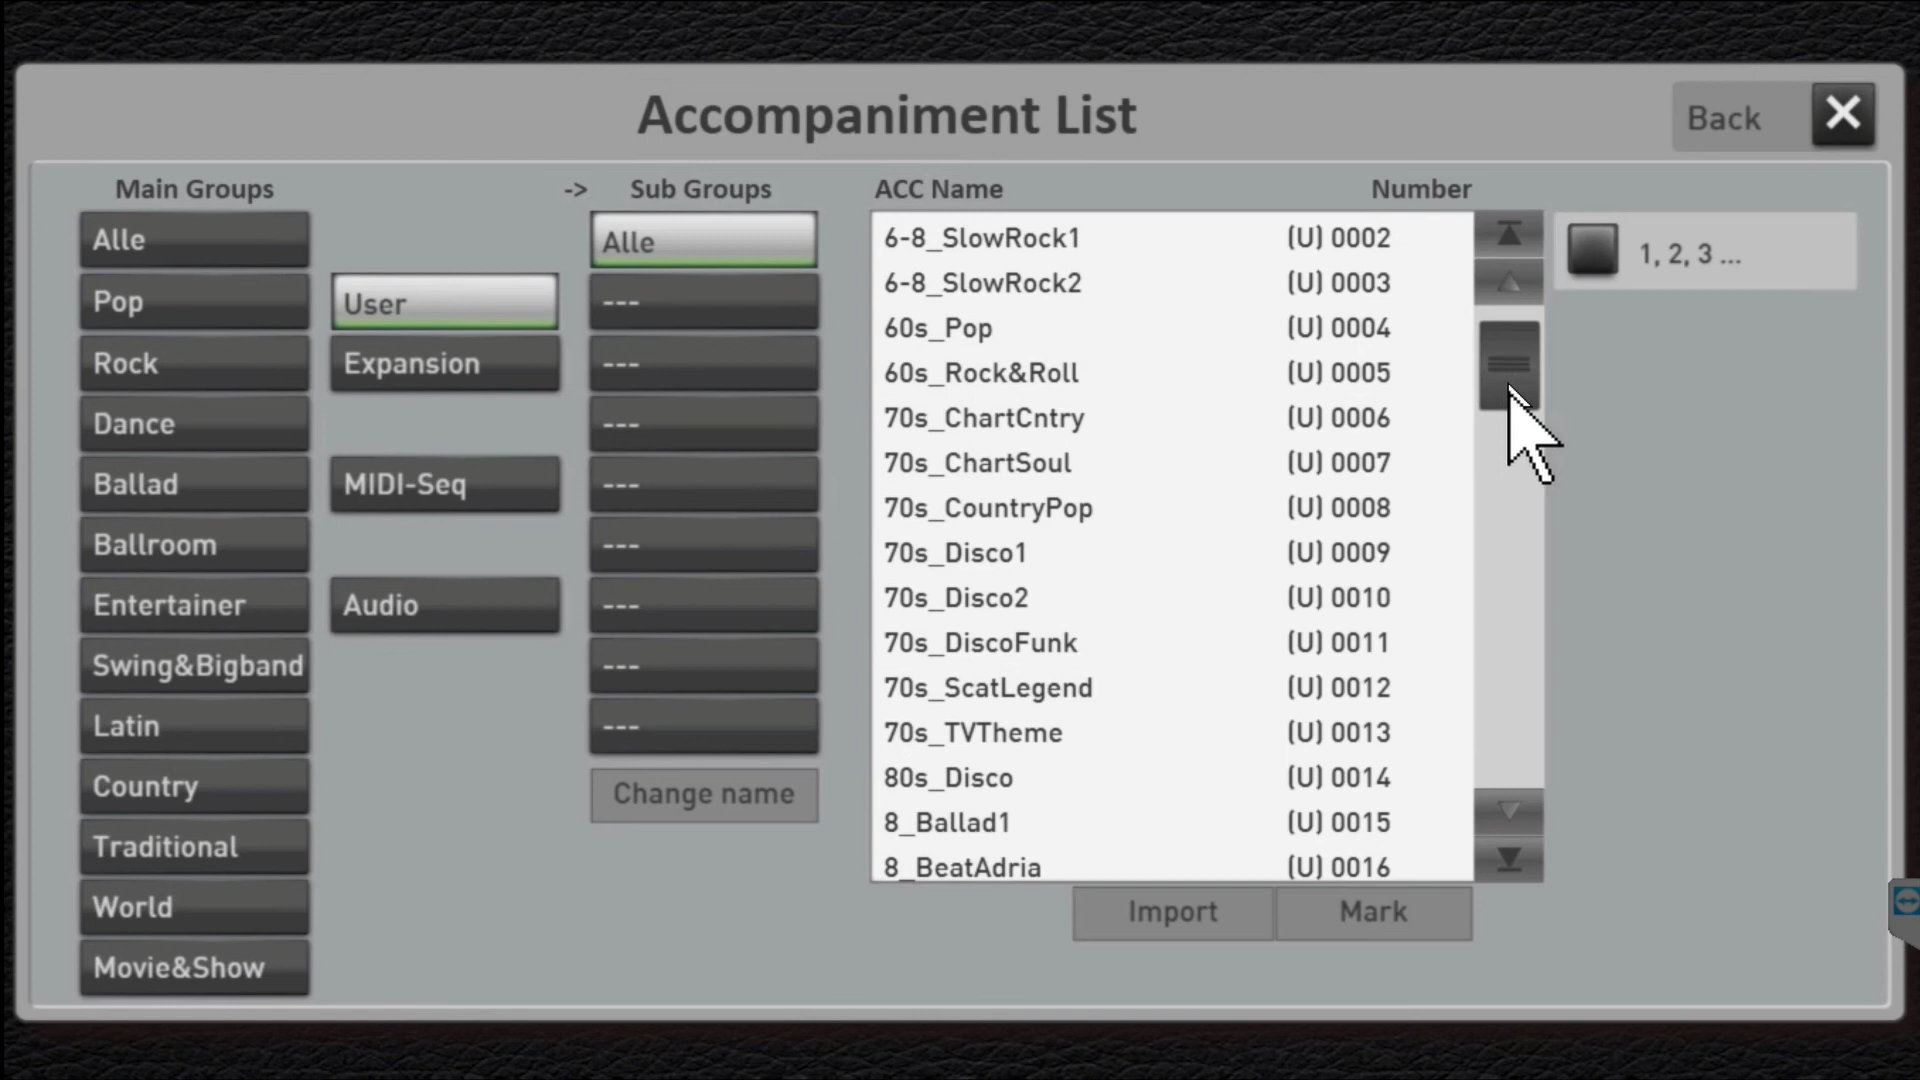 Accompaniment List
Back
Main Groups -> Sub Groups ACC Name Number
Alle
Pop
Rock
Dance
Ballad
Ballroom
Entertainer
Swing&Bigband
Latin
Country
Traditional
World
Movie&Show
User
Expansion
MIDI-Seq
Audio
Alle
---
---
---
---
---
---
---
---
Change name
6-8_SlowRock1 (U) 0002
6-8_SlowRock2 (U) 0003
60s_Pop (U) 0004
60s_Rock&Roll (U) 0005
70s_ChartCntry (U) 0006
70s_ChartSoul (U) 0007
70s_CountryPop (U) 0008
70s_Disco1 (U) 0009
70s_Disco2 (U) 0010
70s_DiscoFunk (U) 0011
70s_ScatLegend (U) 0012
70s_TVTheme (U) 0013
80s_Disco (U) 0014
8_Ballad1 (U) 0015
8_BeatAdria (U) 0016
Import Mark
1, 2, 3 ...